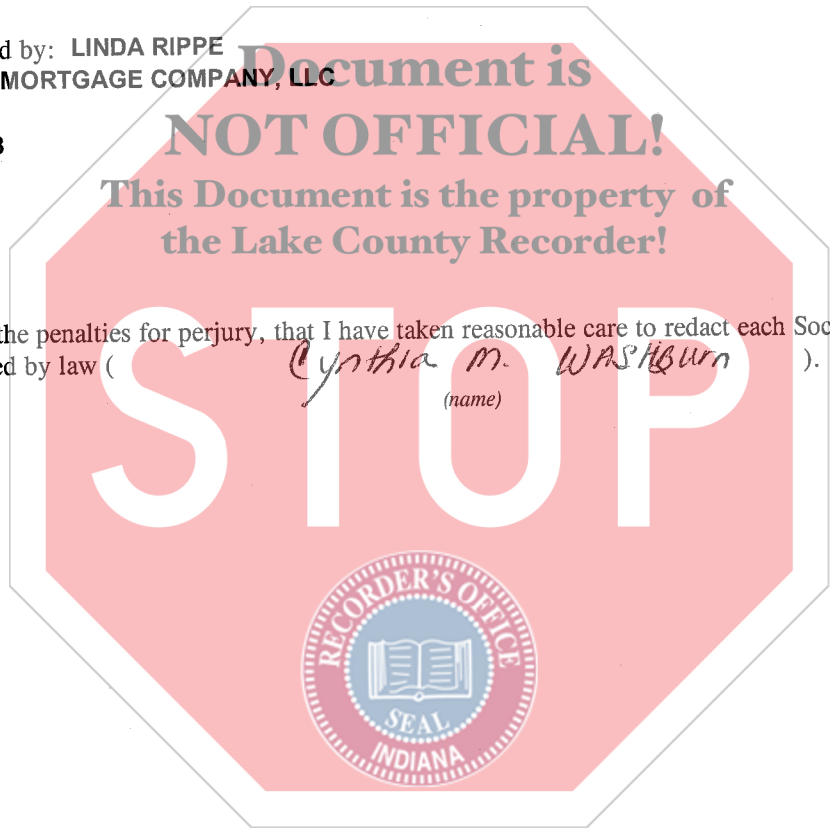 d by: LINDA RIPPE
MORTGAGE COMPANY, LLC
Document is
NOT OFFICIAL!
This Document is the property of
the Lake County Recorder!
the penalties for perjury, that I have taken reasonable care to redact each Soc
ed by law ( Cynthia M. WASHBurn ).
(name)
STOP
RECORDER'S OFFICE
SEAL
INDIANA